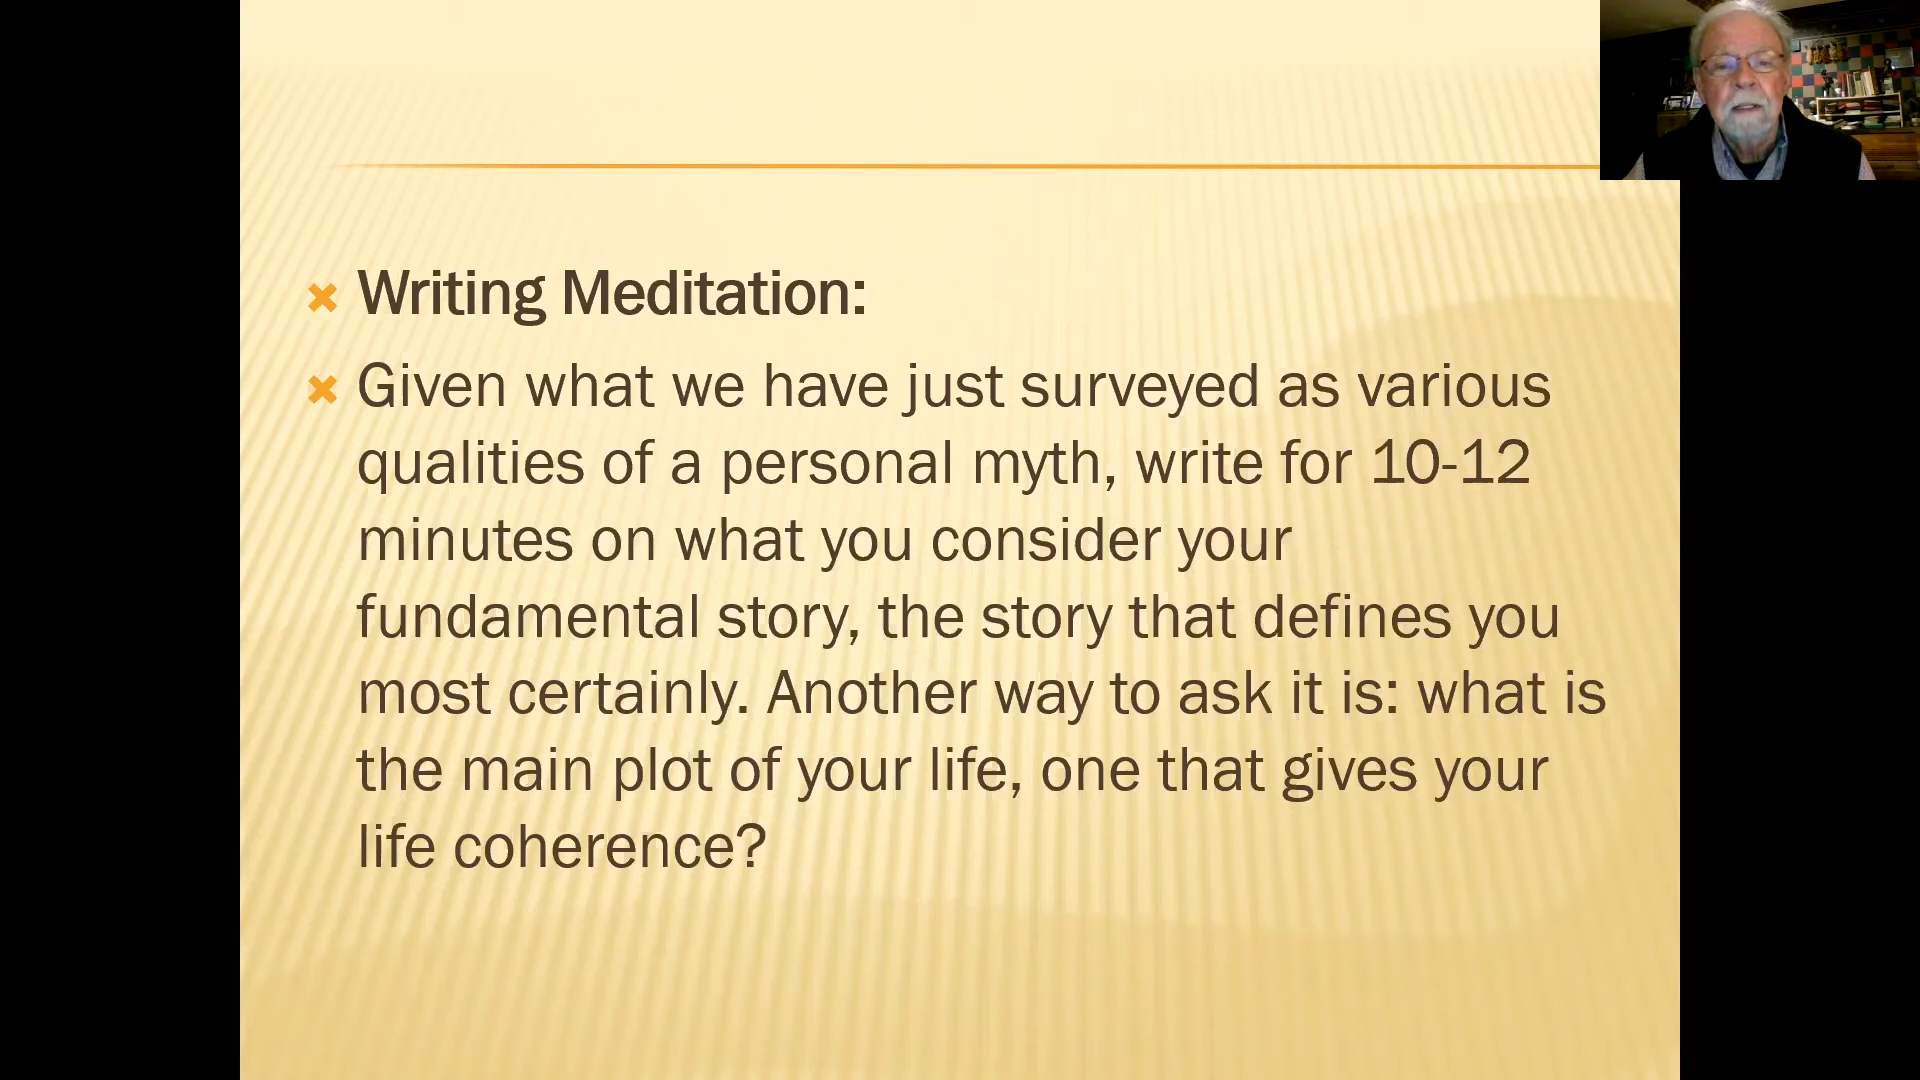 Writing Meditation:
Given what we have just surveyed as various
qualities of a personal myth, write for 10-12
minutes on what you consider your
fundamental story, the story that defines you
most certainly. Another way to ask it is: what is
the main plot of your life, one that gives your
life coherence?